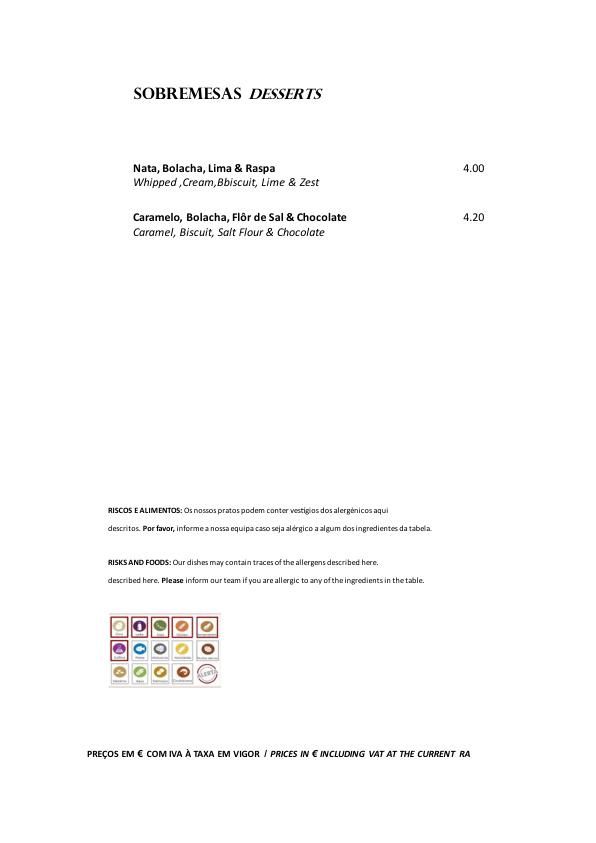 SOBREMESAS DESSERTS
Nata, Bolacha, Lima & Raspa 4.00
Whipped ,Cream,Bbiscuit, Lime & Zest
Caramelo, Bolacha, Flôr de Sal & Chocolate 4.20
Caramel, Biscuit, Salt Flour & Chocolate
RISCOS E ALIMENTOS: Os nossos pratos podem conter vestígios dos alergénicos aqui
descritos. Por favor, informe a nossa equipa caso seja alérgico a algum dos ingredientes da tabela.
RISKS AND FOODS: Our dishes may contain traces of the allergens described here.
described here. Please inform our team if you are allergic to any of the ingredients in the table.
ALERTA
PREÇOS EM € COM IVA À TAXA EM VIGOR / PRICES IN € INCLUDING VAT AT THE CURRENT RA